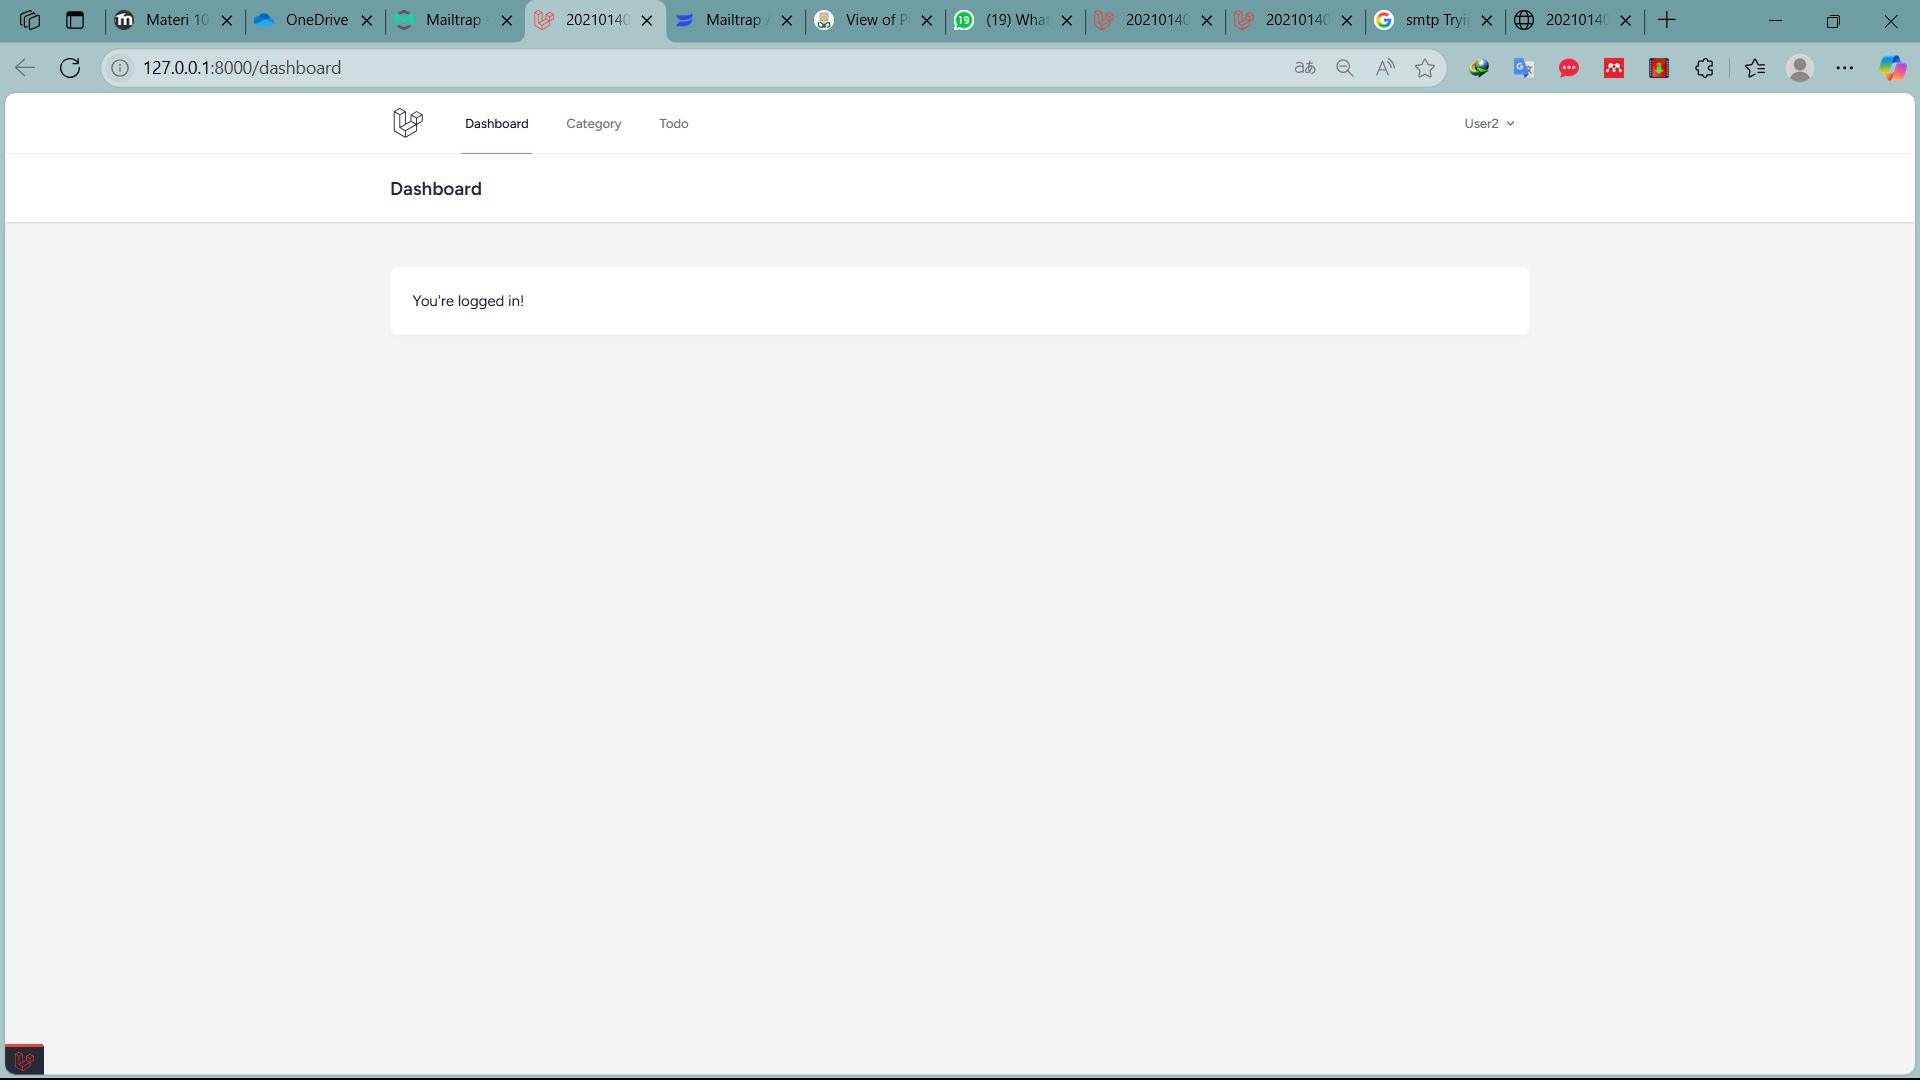 Materi 10
OneDrive
Mailtrap
20210140
Mailtrap
View of P
(19) What
20210140
20210140
smtp Tryi
20210140
127.0.0.1:8000/dashboard
Dashboard
Category
Todo
User2
Dashboard
You're logged in!